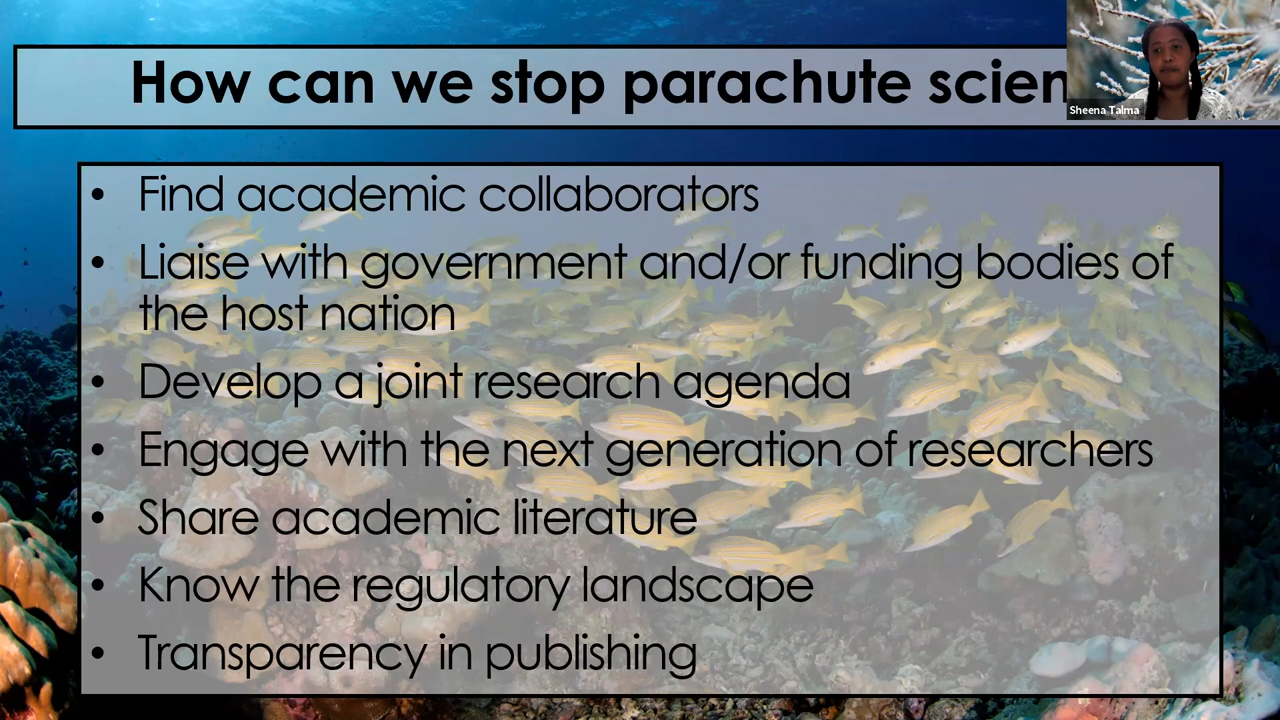 How can we stop parachute scien
Sheena Talma
• Find academic collaborators
• Liaise with government and/or funding bodies of
the host nation
• Develop a joint research agenda
• Engage with the next generation of researchers
• Share academic literature
• Know the regulatory landscape
• Transparency in publishing